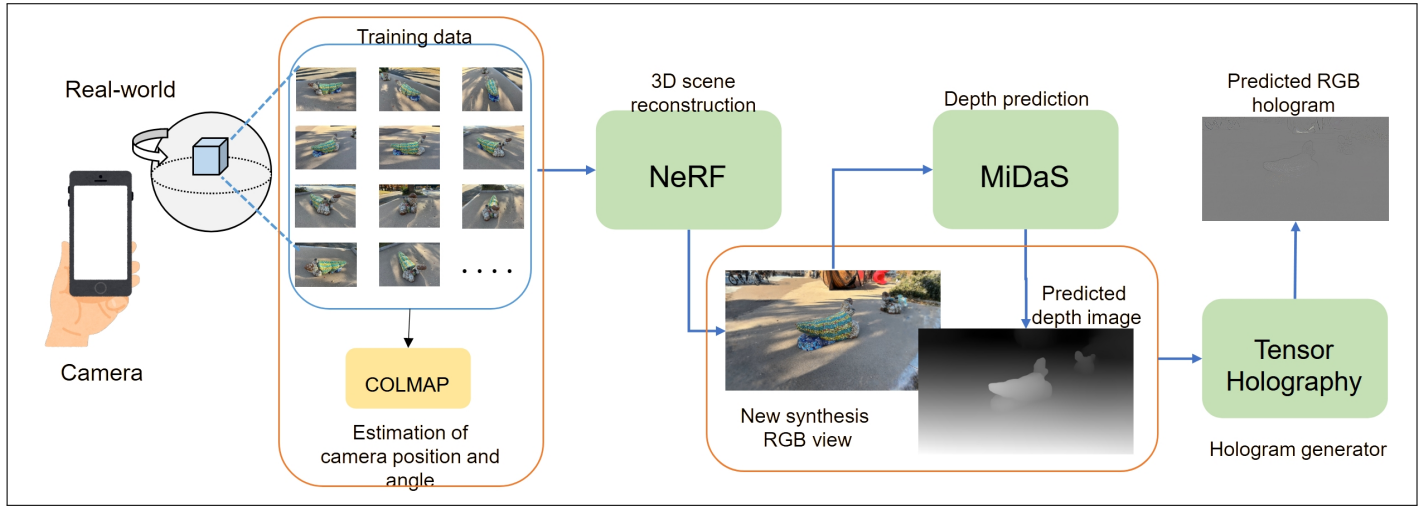 Real-world
Camera
Training data
. . . .
COLMAP
Estimation of
camera position and
angle
3D scene
reconstruction
NeRF
Depth prediction
MiDaS
New synthesis
RGB view
Predicted
depth image
Predicted RGB
hologram
Tensor
Holography
Hologram generator